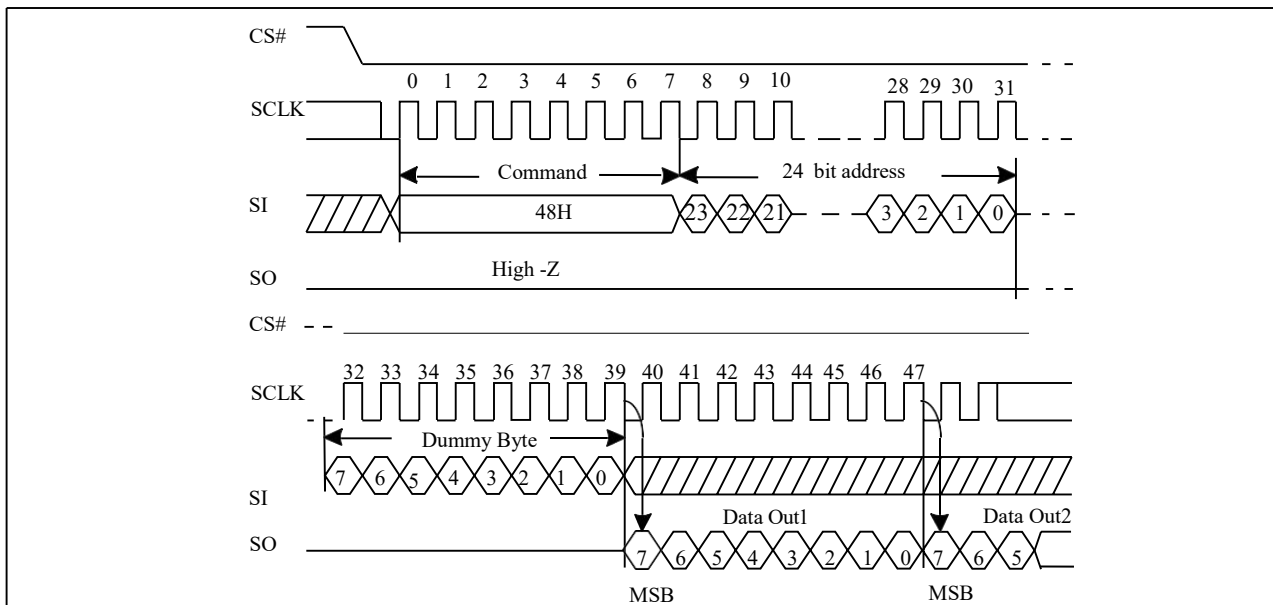 CS#
0 1 2 3 4 5 6 7 8 9 10 28 29 30 31
SCLK
Command 24 bit address
SI 48H 23 22 21 3 2 1 0
High -Z
SO
CS#
32 33 34 35 36 37 38 39 40 41 42 43 44 45 46 47
SCLK
Dummy Byte
7 6 5 4 3 2 1 0
SI
Data Out1 Data Out2
SO 7 6 5 4 3 2 1 0 7 6 5
MSB MSB